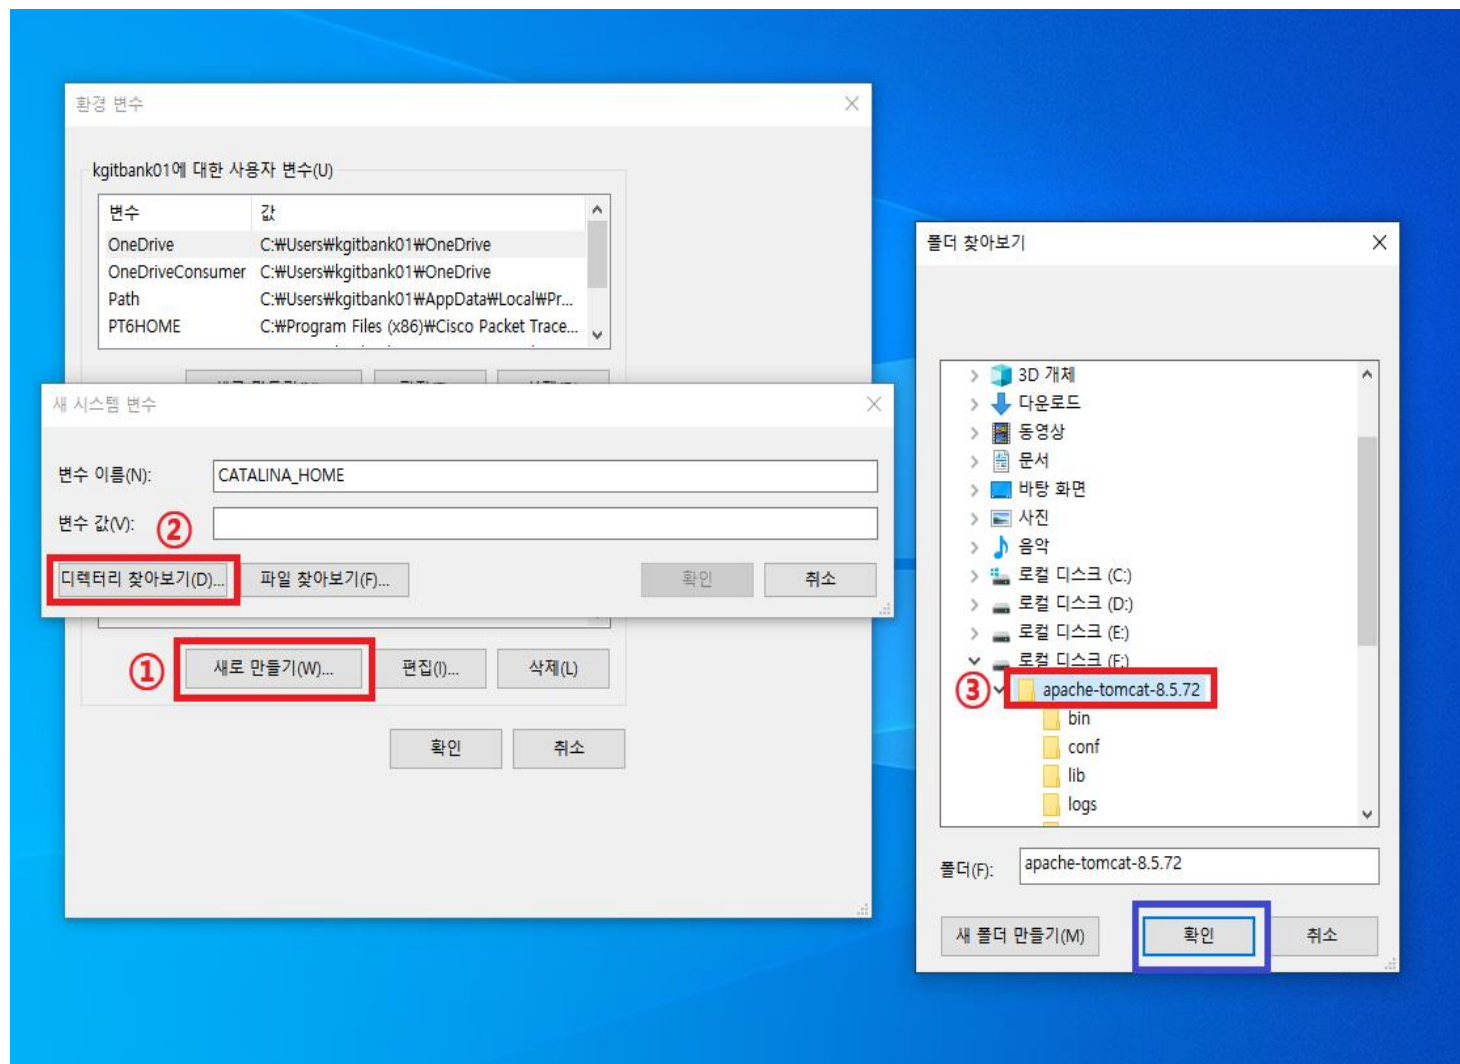 환경 변수
kgitbank01에 대한 사용자 변수(U)
변수 값
OneDrive C:₩Users₩kgitbank01₩OneDrive
OneDriveConsumer C:₩Users₩kgitbank01₩OneDrive
Path C:₩Users₩kgitbank01₩AppData₩Local₩Pr...
PT6HOME C:₩Program Files (x86)₩Cisco Packet Trace...
새 시스템 변수
변수 이름(N): CATALINA_HOME
변수 값(V):
②
디렉터리 찾아보기(D)... 파일 찾아보기(F)... 확인 취소
① 새로 만들기(W)... 편집(I)... 삭제(L)
확인 취소
폴더 찾아보기
3D 개체
다운로드
동영상
문서
바탕 화면
사진
음악
로컬 디스크 (C:)
로컬 디스크 (D:)
로컬 디스크 (E:)
로컬 디스크 (F:)
③ apache-tomcat-8.5.72
bin
conf
lib
logs
폴더(F): apache-tomcat-8.5.72
새 폴더 만들기(M) 확인 취소